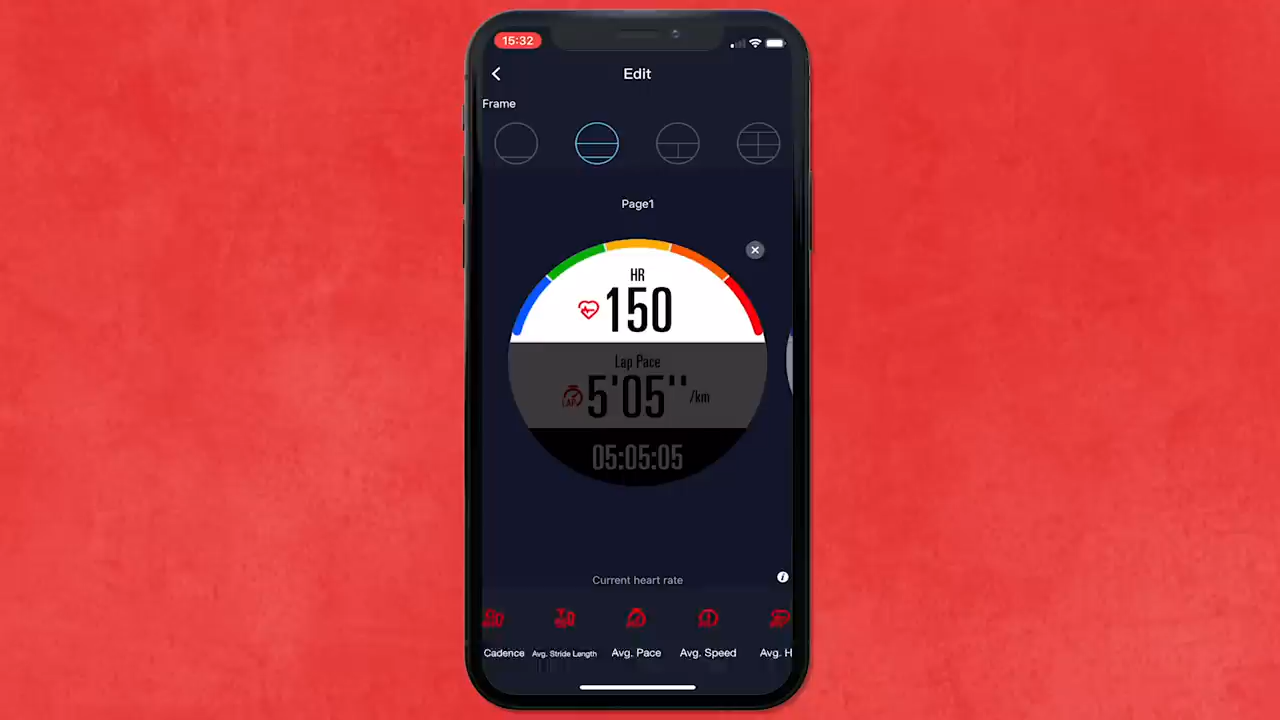 15:32
Edit
Frame
Page1
HR
150
Lap Pace
LAP
5'05'' /km
05:05:05
Current heart rate
Cadence Avg. Stride Length Avg. Pace Avg. Speed Avg. H